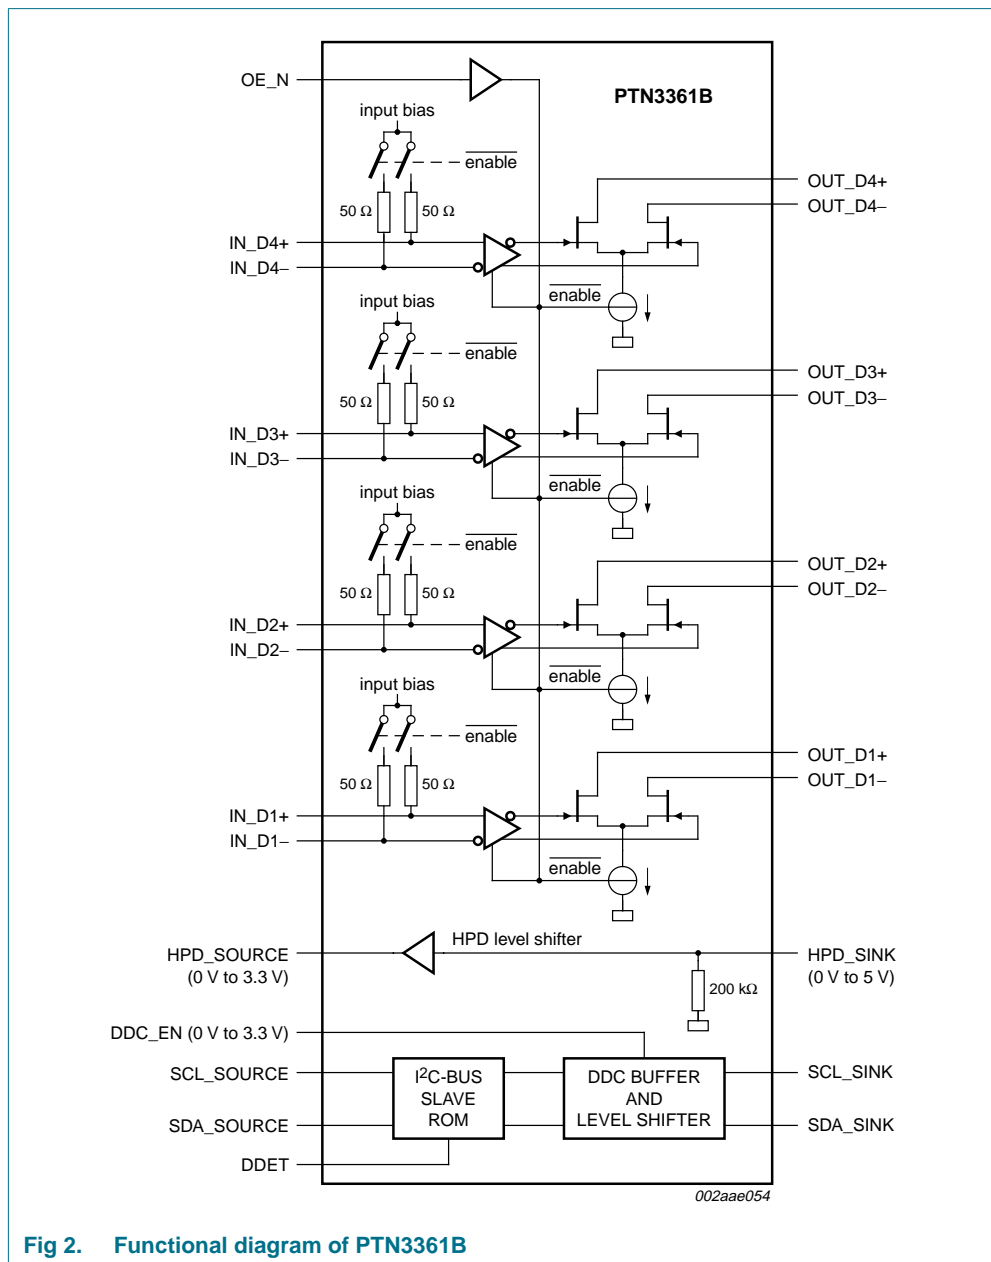 OE_N
PTN3361B
input bias
enable
OUT_D4+
OUT_D4−
50 Ω 50 Ω
IN_D4+
IN_D4−
enable
input bias
enable
OUT_D3+
OUT_D3−
50 Ω 50 Ω
IN_D3+
IN_D3−
enable
input bias
enable
OUT_D2+
OUT_D2−
50 Ω 50 Ω
IN_D2+
IN_D2−
enable
input bias
enable
OUT_D1+
OUT_D1−
50 Ω 50 Ω
IN_D1+
IN_D1−
enable
HPD level shifter
HPD_SOURCE
(0 V to 3.3 V)
HPD_SINK
(0 V to 5 V)
200 kΩ
DDC_EN (0 V to 3.3 V)
SCL_SOURCE
I2C-BUS
SLAVE
ROM
DDC BUFFER
AND
LEVEL SHIFTER
SCL_SINK
SDA_SOURCE
SDA_SINK
DDET
002aae054
Fig 2. Functional diagram of PTN3361B